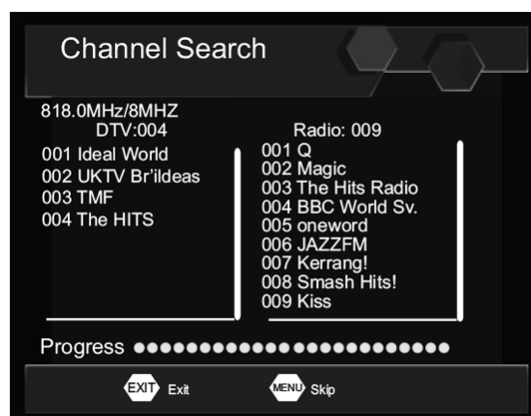 Channel Search
818.0MHz/8MHZ
DTV:004
001 Ideal World
002 UKTV Br'ildeas
003 TMF
004 The HITS
Radio: 009
001 Q
002 Magic
003 The Hits Radio
004 BBC World Sv.
005 oneword
006 JAZZFM
007 Kerrang!
008 Smash Hits!
009 Kiss
Progress
EXIT Exit
MENU Skip